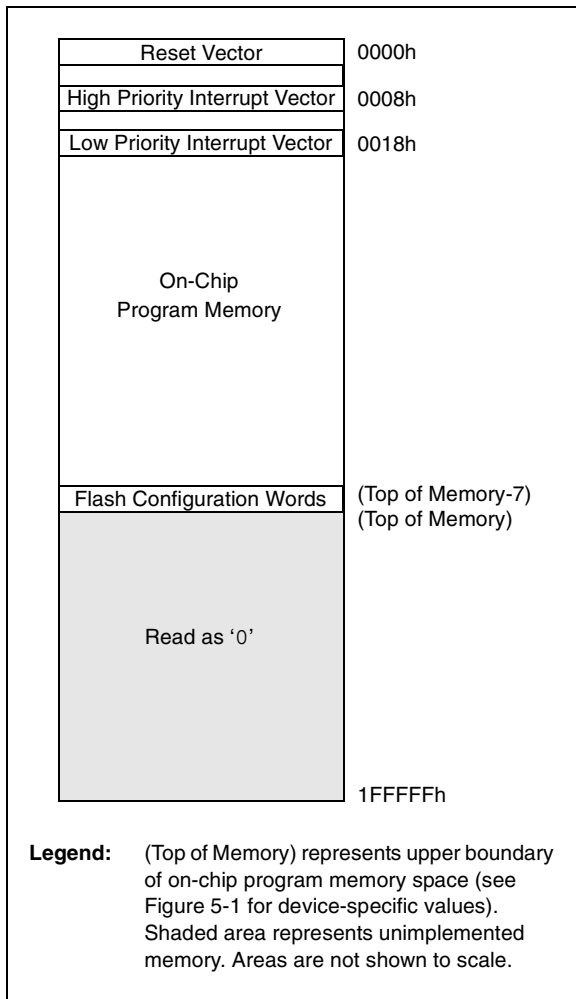 Reset Vector 0000h
High Priority Interrupt Vector 0008h
Low Priority Interrupt Vector 0018h
On-Chip
Program Memory
Flash Configuration Words (Top of Memory-7)
(Top of Memory)
Read as ‘0’
1FFFFFh
Legend: (Top of Memory) represents upper boundary
of on-chip program memory space (see
Figure 5-1 for device-specific values).
Shaded area represents unimplemented
memory. Areas are not shown to scale.